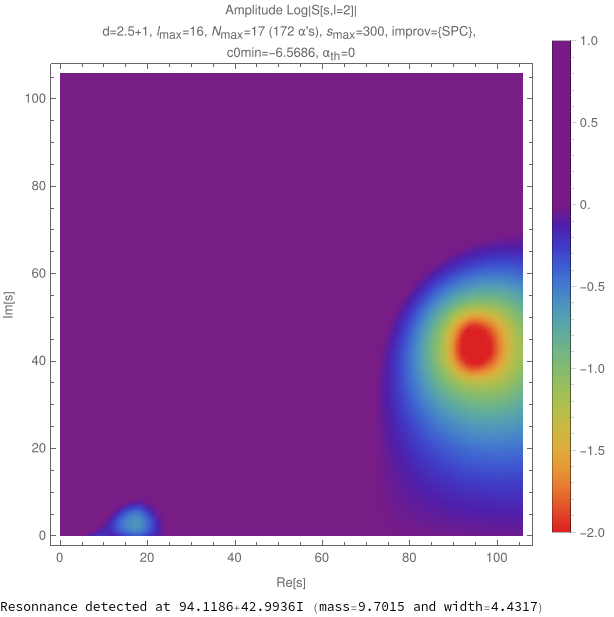 Amplitude Log|S[s,l=2]|
d=2.5+1, lmax=16, Nmax=17 (172 α's), smax=300, improv={SPC},
c0min=−6.5686, αth=0
1.0
0.5
0.
−0.5
−1.0
−1.5
−2.0
100
80
60
40
20
0
Im[s]
0 20 40 60 80 100
Re[s]
Resonnance detected at 94.1186+42.9936I (mass=9.7015 and width=4.4317)